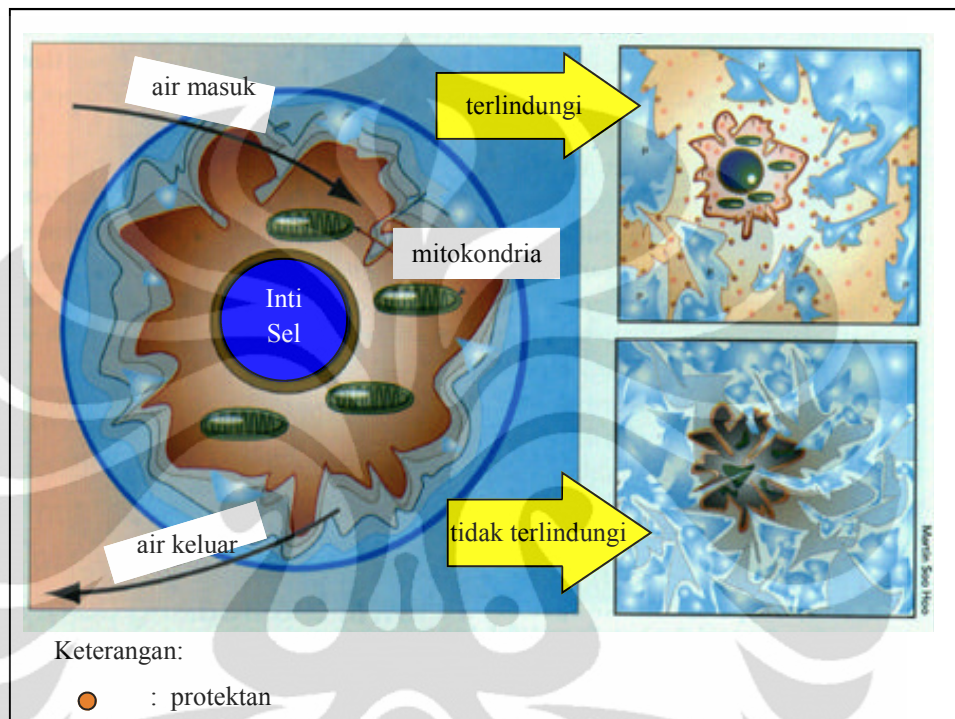 air masuk
terlindungi
mitokondria
Inti
Sel
air keluar
tidak terlindungi
Martin Soo Hoo
Keterangan:
: protektan